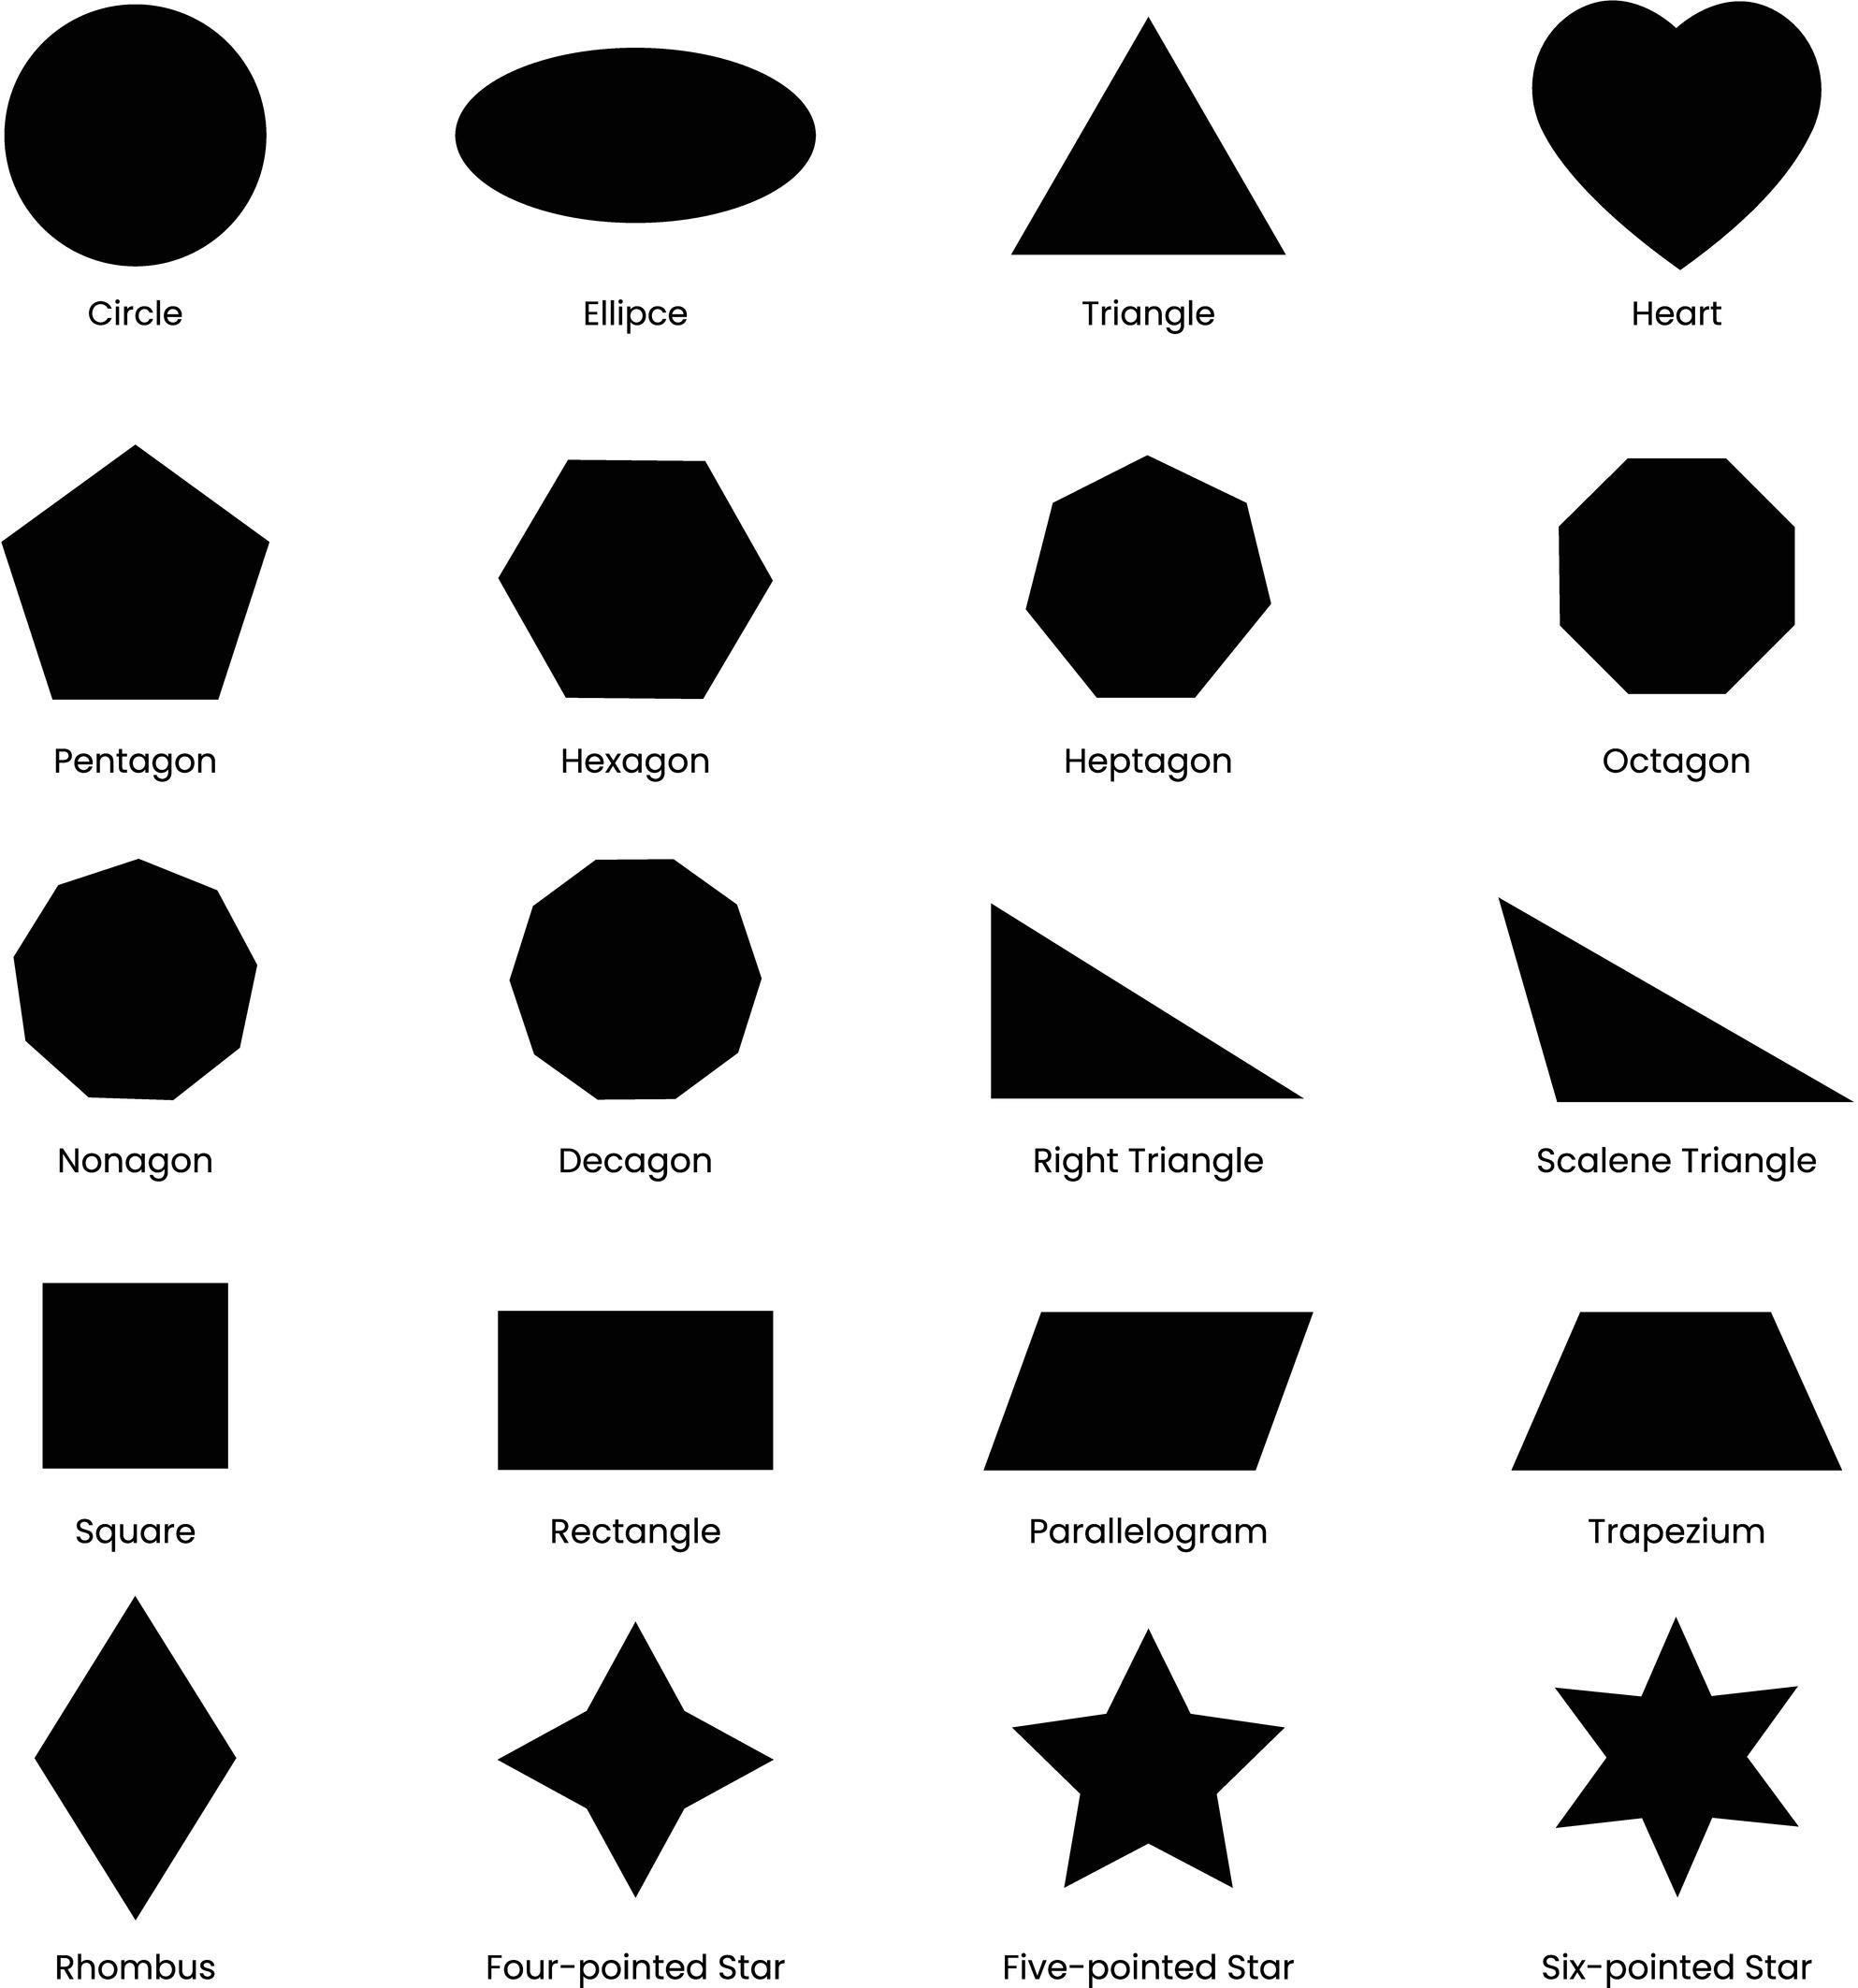 Circle
Ellipce
Triangle
Heart
Pentagon
Hexagon
Heptagon
Octagon
Nonagon
Decagon
Right Triangle
Scalene Triangle
Square
Rectangle
Parallelogram
Trapezium
Rhombus
Four-pointed Star
Five-pointed Star
Six-pointed Star